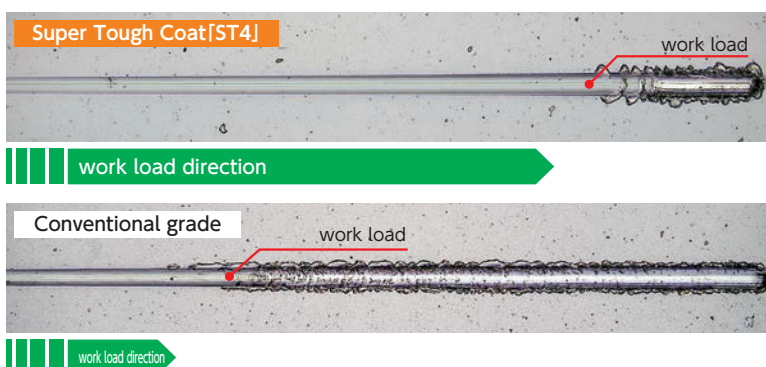 Super Tough Coat「ST4」
work load
work load direction
Conventional grade
work load
work load direction